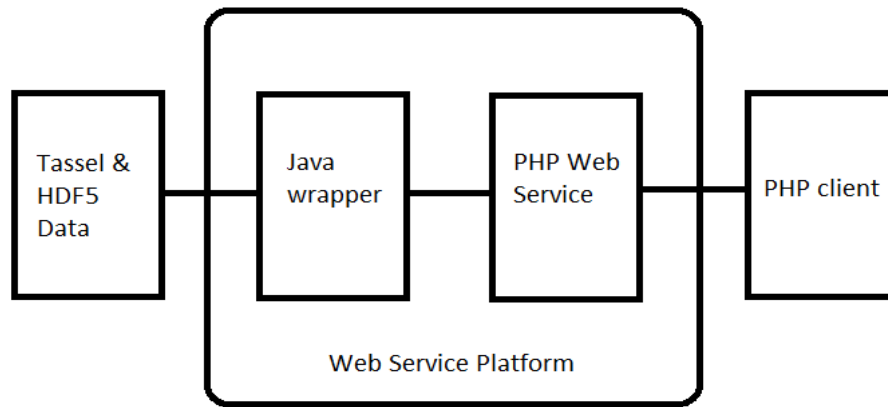 Tassel &
HDF5
Data
Java
wrapper
PHP Web
Service
PHP client
Web Service Platform